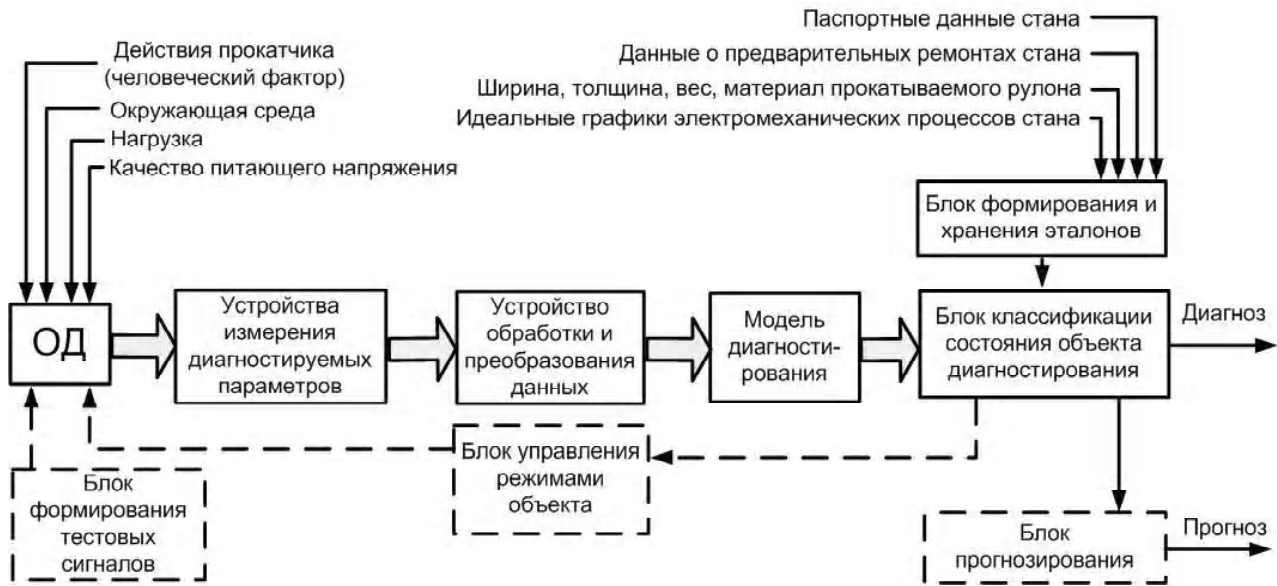 Паспортные данные стана
Данные о предварительных ремонтах стана
Ширина, толщина, вес, материал прокатываемого рулона
Идеальные графики электромеханических процессов стана
Действия прокатчика
(человеческий фактор)
Окружающая среда
Нагрузка
Качество питающего напряжения
Блок формирования и
хранения эталонов
ОД
Устройства
измерения
диагностируемых
параметров
Устройство
обработки и
преобразования
данных
Модель
диагности-
рования
Блок классификации
состояния объекта
диагностирования
Диагноз
Блок управления
режимами
объекта
Блок
формирования
тестовых
сигналов
Блок
прогнозирования
Прогноз